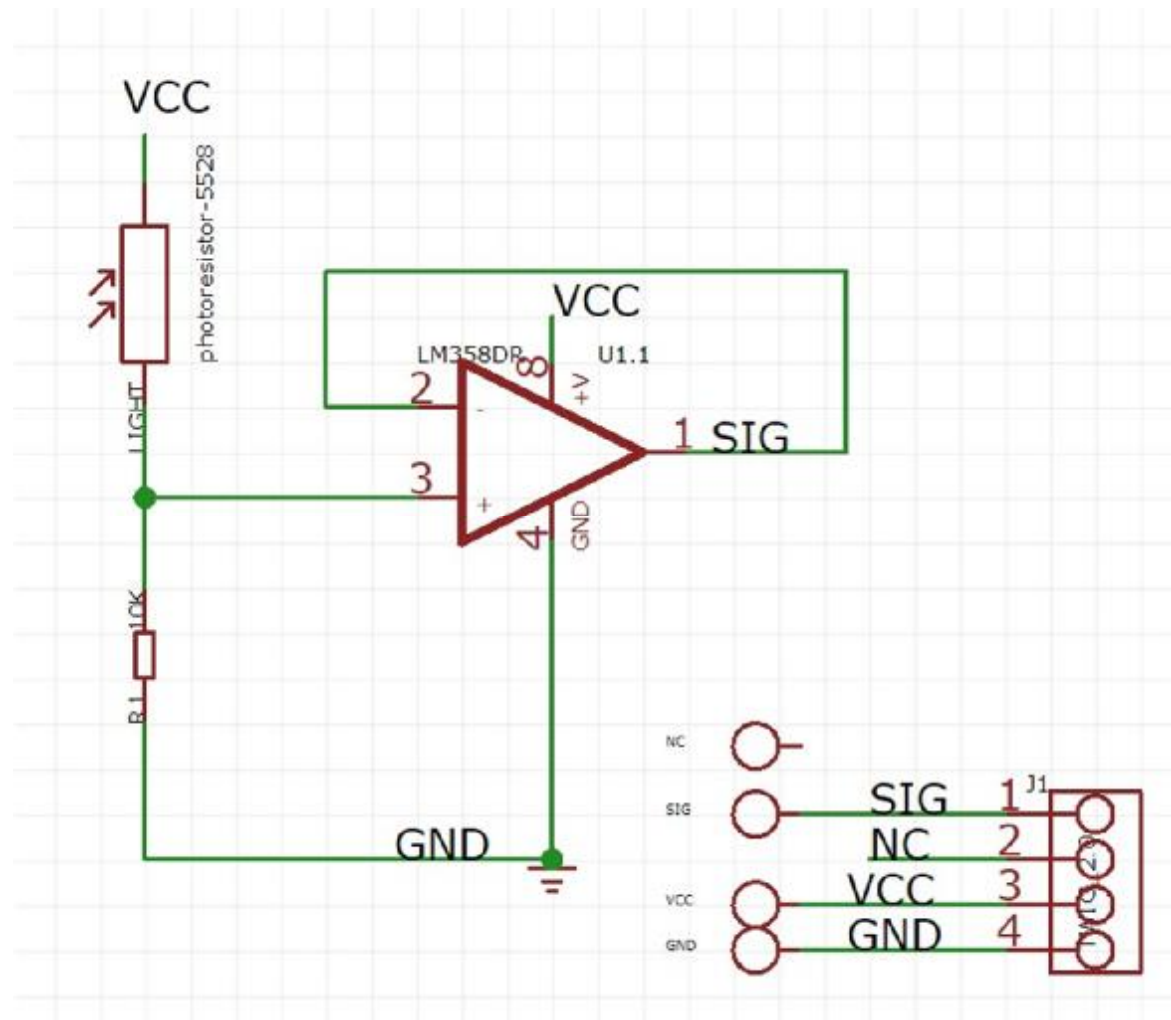 VCC
photoresistor-5528
LIGHT
VCC
LM358DR
U1.1
8
+V
2
-
1
SIG
3
+
4
GND
10K
R1
GND
NC
J1
SIG
SIG
1
NC
2
VCC
VCC
3
GND
GND
4